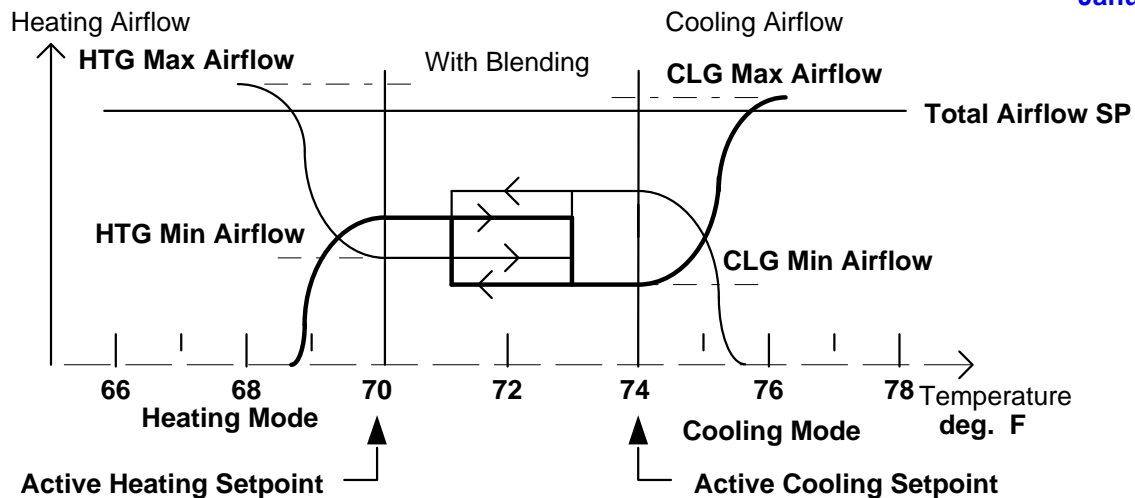 Heating Airflow
Cooling Airflow
HTG Max Airflow
With Blending
CLG Max Airflow
Total Airflow SP
HTG Min Airflow
CLG Min Airflow
66 68 70 72 74 76 78
Temperature
deg. F
Heating Mode
Cooling Mode
Active Heating Setpoint
Active Cooling Setpoint